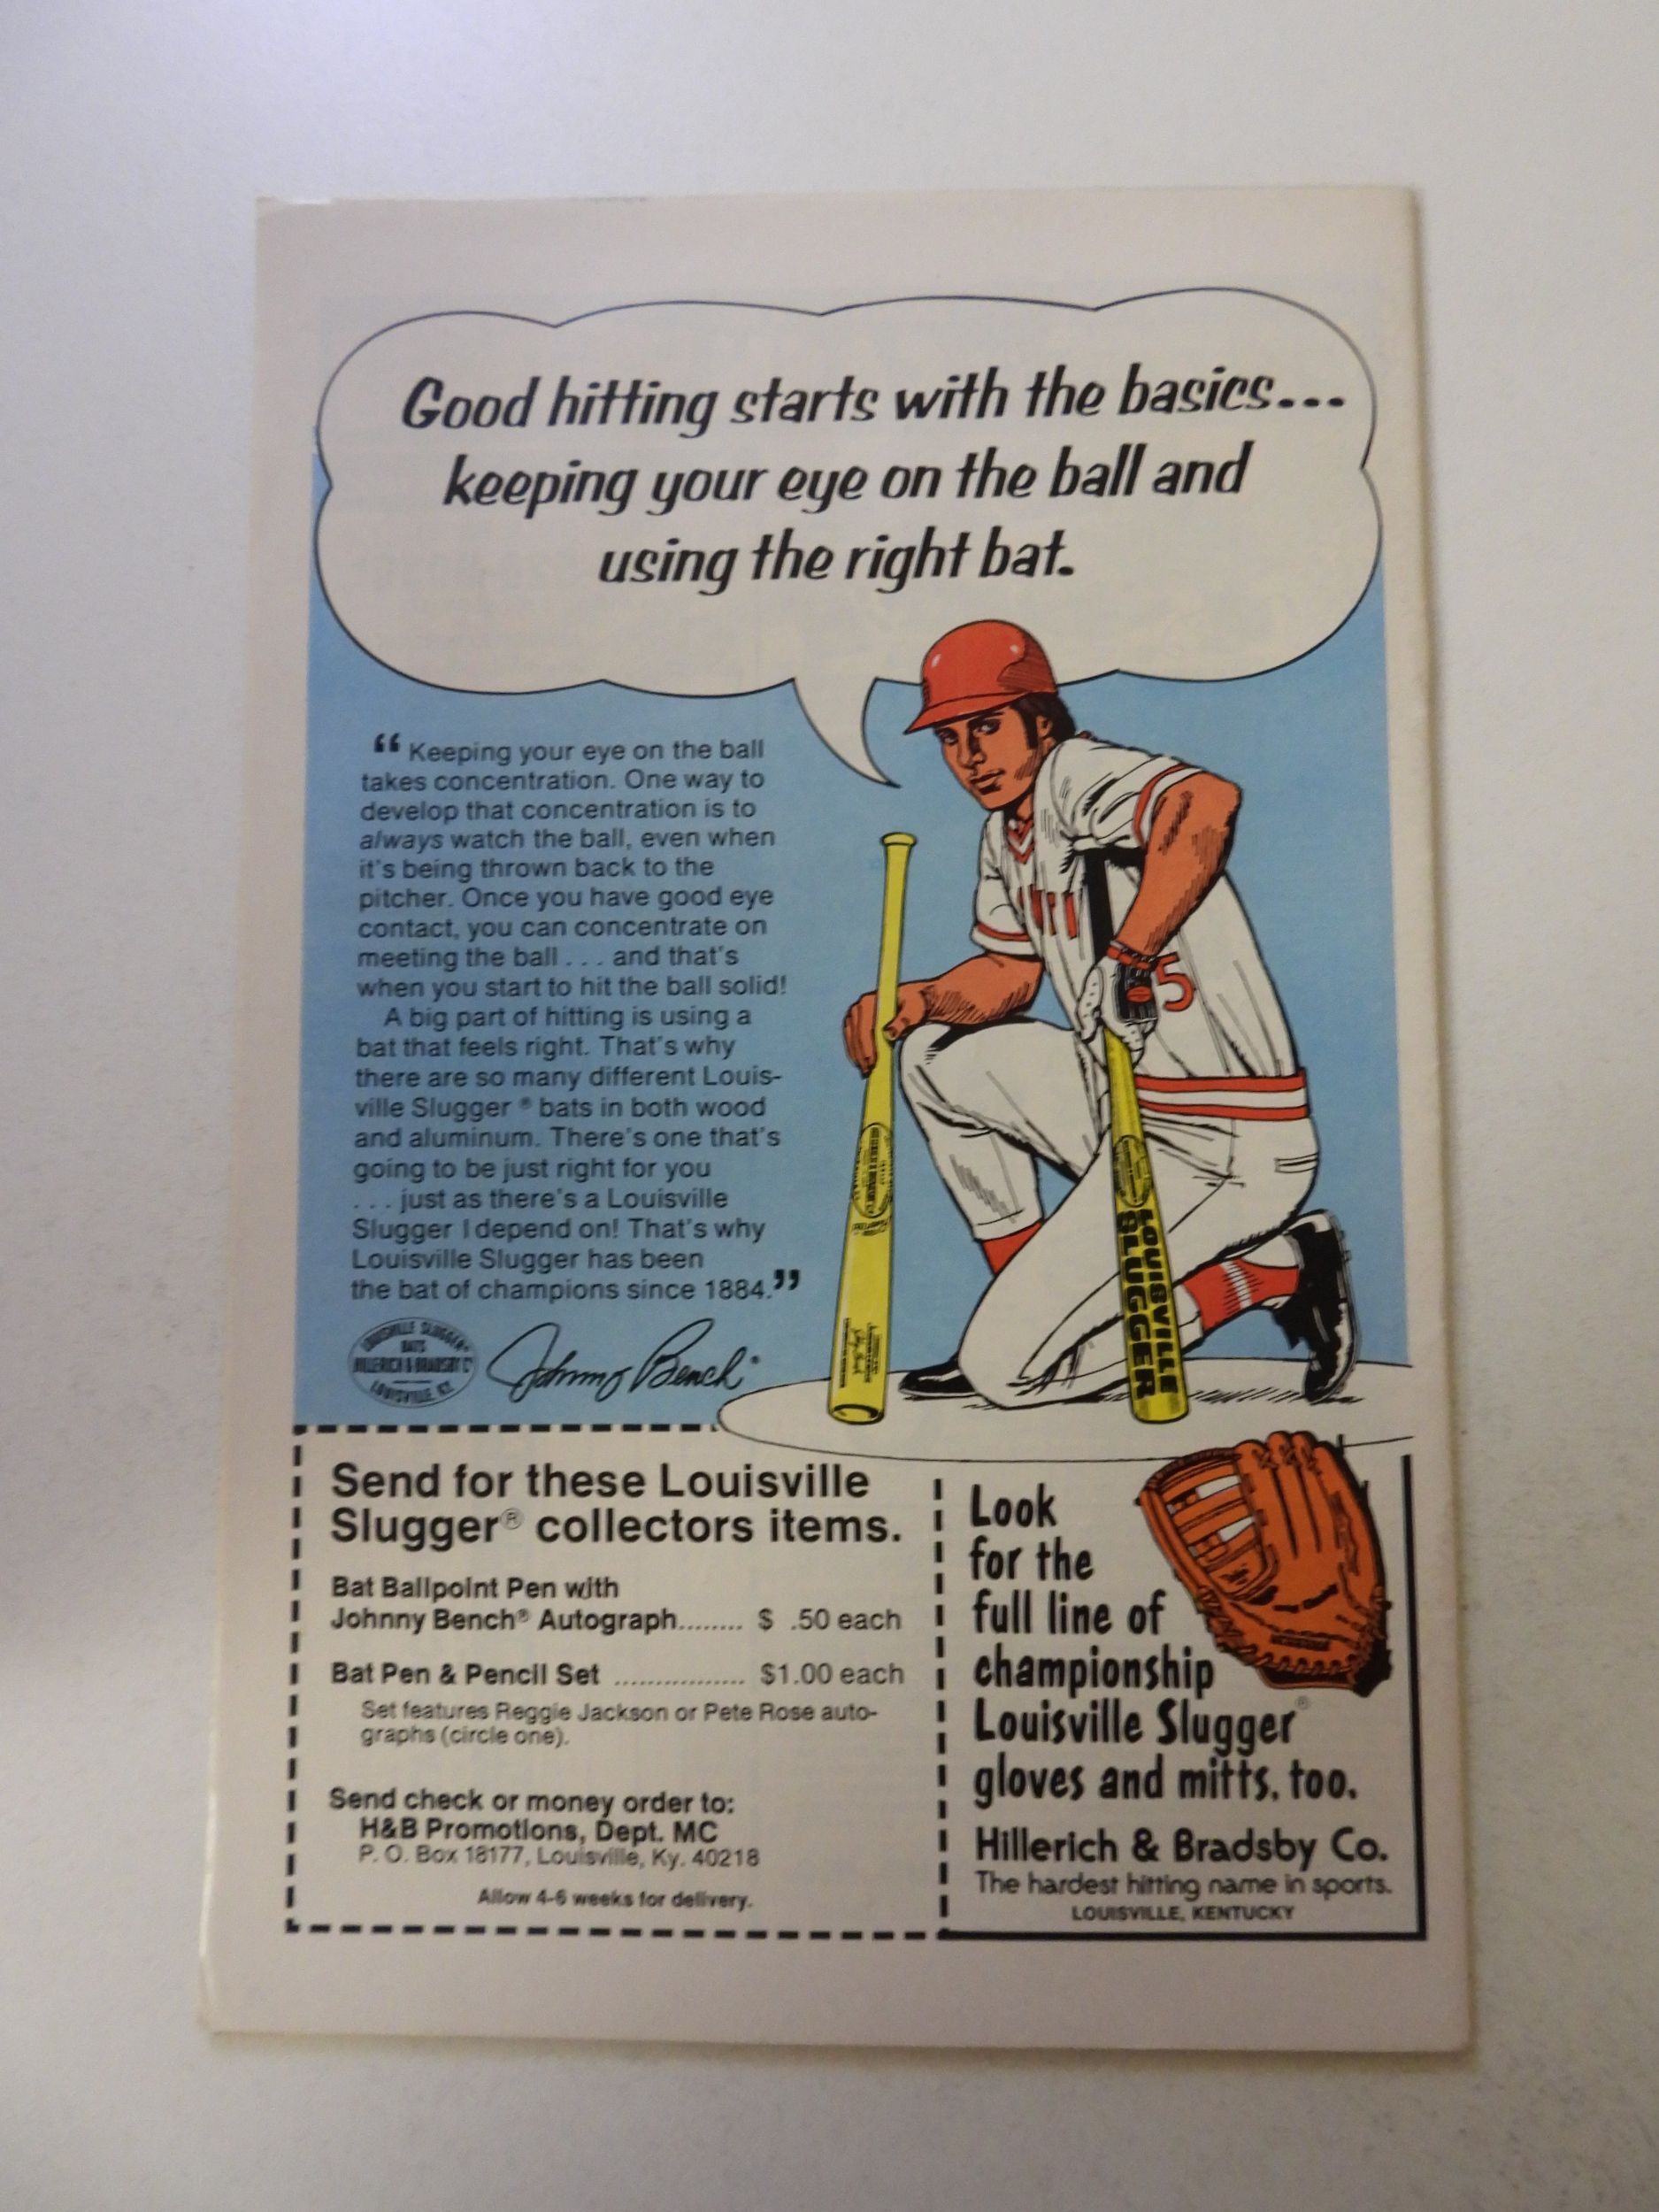 Good hitting starts with the basics...
keeping your eye on the ball and
using the right bat.
“ Keeping your eye on the ball
takes concentration. One way to
develop that concentration is to
always watch the ball, even when
it's being thrown back to the
pitcher. Once you have good eye
contact, you can concentrate on
meeting the ball . . . and that's
when you start to hit the ball solid!
A big part of hitting is using a
bat that feels right. That's why
there are so many different Louis-
ville Slugger ® bats in both wood
and aluminum. There's one that's
going to be just right for you
. . . just as there's a Louisville
Slugger I depend on! That's why
Louisville Slugger has been
the bat of champions since 1884.”
LOUISVILLE SLUGGER
BATS
HILLERICH & BRADSBY Cº
LOUISVILLE, KY.
Johnny Bench
5
LOUISVILLE
SLUGGER
Send for these Louisville
Slugger® collectors items.
Bat Ballpoint Pen with
Johnny Bench® Autograph........ $ .50 each
Bat Pen & Pencil Set ................ $1.00 each
Set features Reggie Jackson or Pete Rose auto-
graphs (circle one).
Send check or money order to:
H&B Promotions, Dept. MC
P. O. Box 18177, Louisville, Ky. 40218
Allow 4-6 weeks for delivery.
Look
for the
full line of
championship
Louisville Slugger®
gloves and mitts, too.
Hillerich & Bradsby Co.
The hardest hitting name in sports.
LOUISVILLE, KENTUCKY